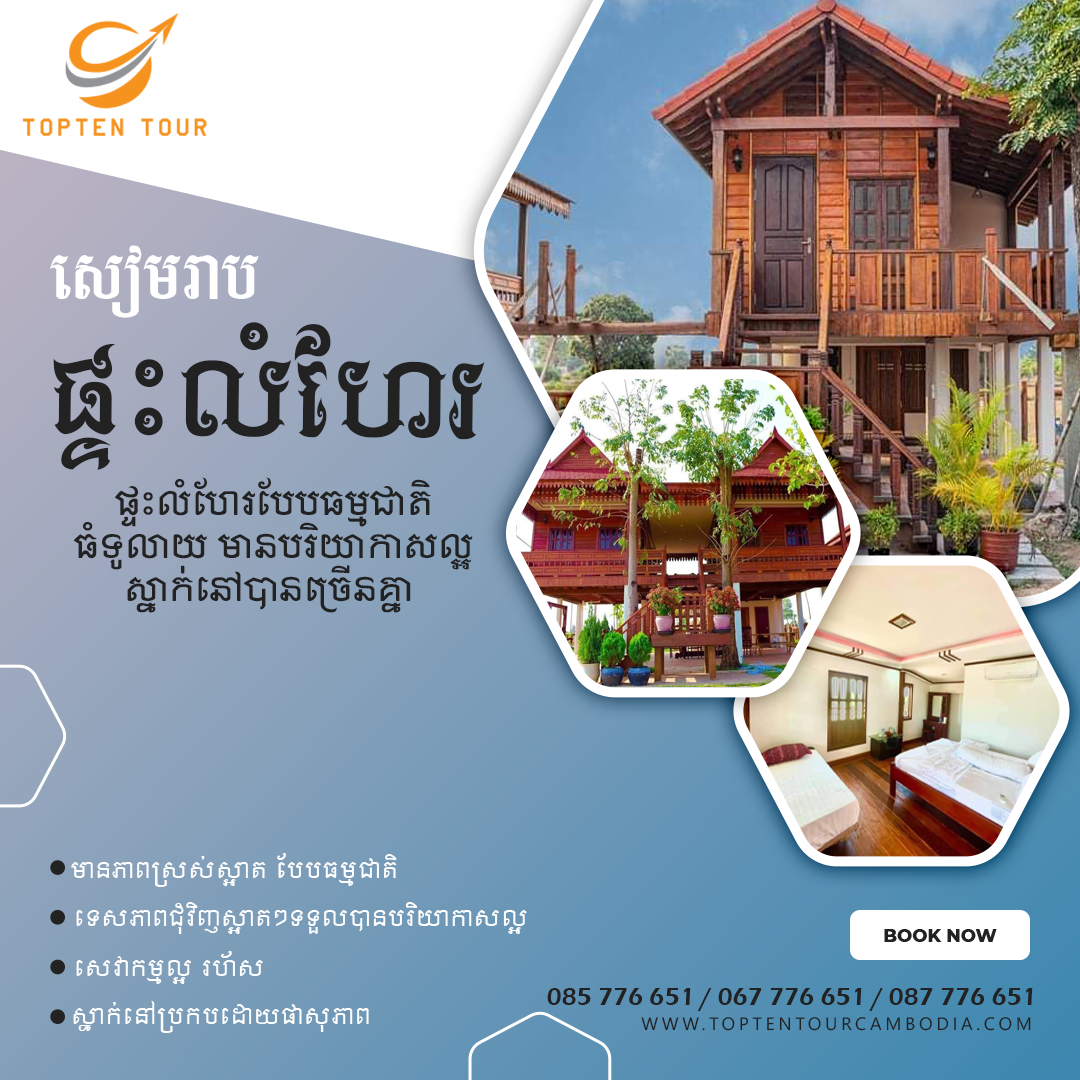 TOPTEN TOUR
សៀមរាប
ផ្ទះលំហែរ
ផ្ទះលំហែរបែបធម្មជាតិ
ធំទូលាយ មានបរិយាកាសល្អ
ស្នាក់នៅបានច្រើនគ្នា
មានភាពស្រស់ស្អាត បែបធម្មជាតិ
ទេសភាពជុំវិញស្អាតៗទទួលបានបរិយាកាសល្អ
សេវាកម្មល្អ រហ័ស
ស្នាក់នៅប្រកបដោយផាសុភាព
BOOK NOW
085 776 651 / 067 776 651 / 087 776 651
WWW.TOPTENTOURCAMBODIA.COM